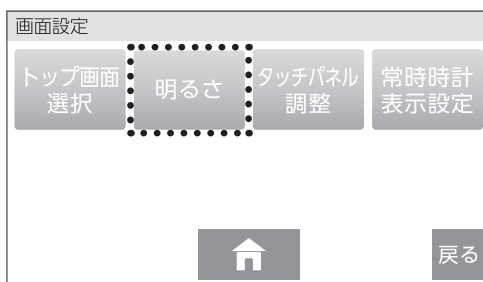 画面設定
トップ画面
選択
明るさ
タッチパネル
調整
常時時計
表示設定
戻る